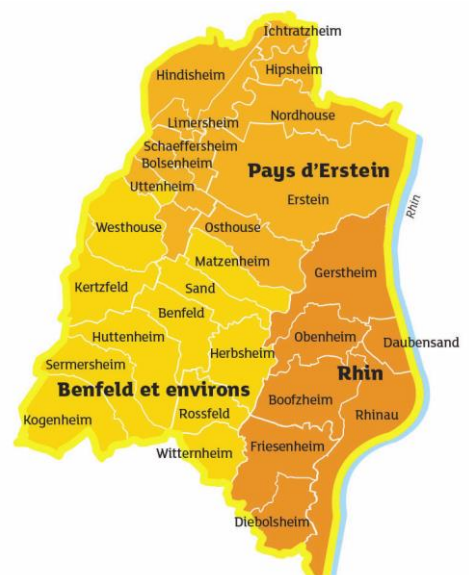 Ichtratzheim
Hipsheim
Hindisheim
Nordhouse
Limersheim
Schaeffersheim
Bolsenheim
Pays d'Erstein
Uttenheim
Erstein
Rhin
Westhouse
Osthouse
Matzenheim
Gerstheim
Kertzfeld
Sand
Benfeld
Huttenheim
Obenheim
Daubensand
Herbsheim
Sermersheim
Rhin
Benfeld et environs
Boofzheim
Rossfeld
Rhinau
Kogenheim
Friesenheim
Witternheim
Diebolsheim